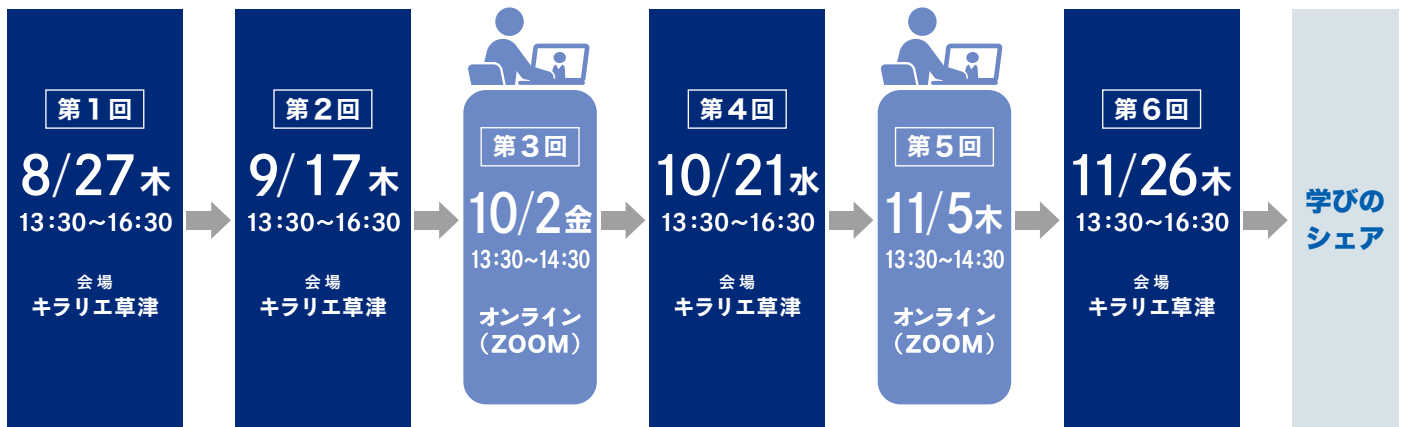 第1回
8/27木
13:30～16:30
会場
キラリエ草津
第2回
9/17木
13:30～16:30
会場
キラリエ草津
第3回
10/2金
13:30～14:30
オンライン
（ZOOM）
第4回
10/21水
13:30～16:30
会場
キラリエ草津
第5回
11/5木
13:30～14:30
オンライン
（ZOOM）
第6回
11/26木
13:30～16:30
会場
キラリエ草津
学びの
シェア